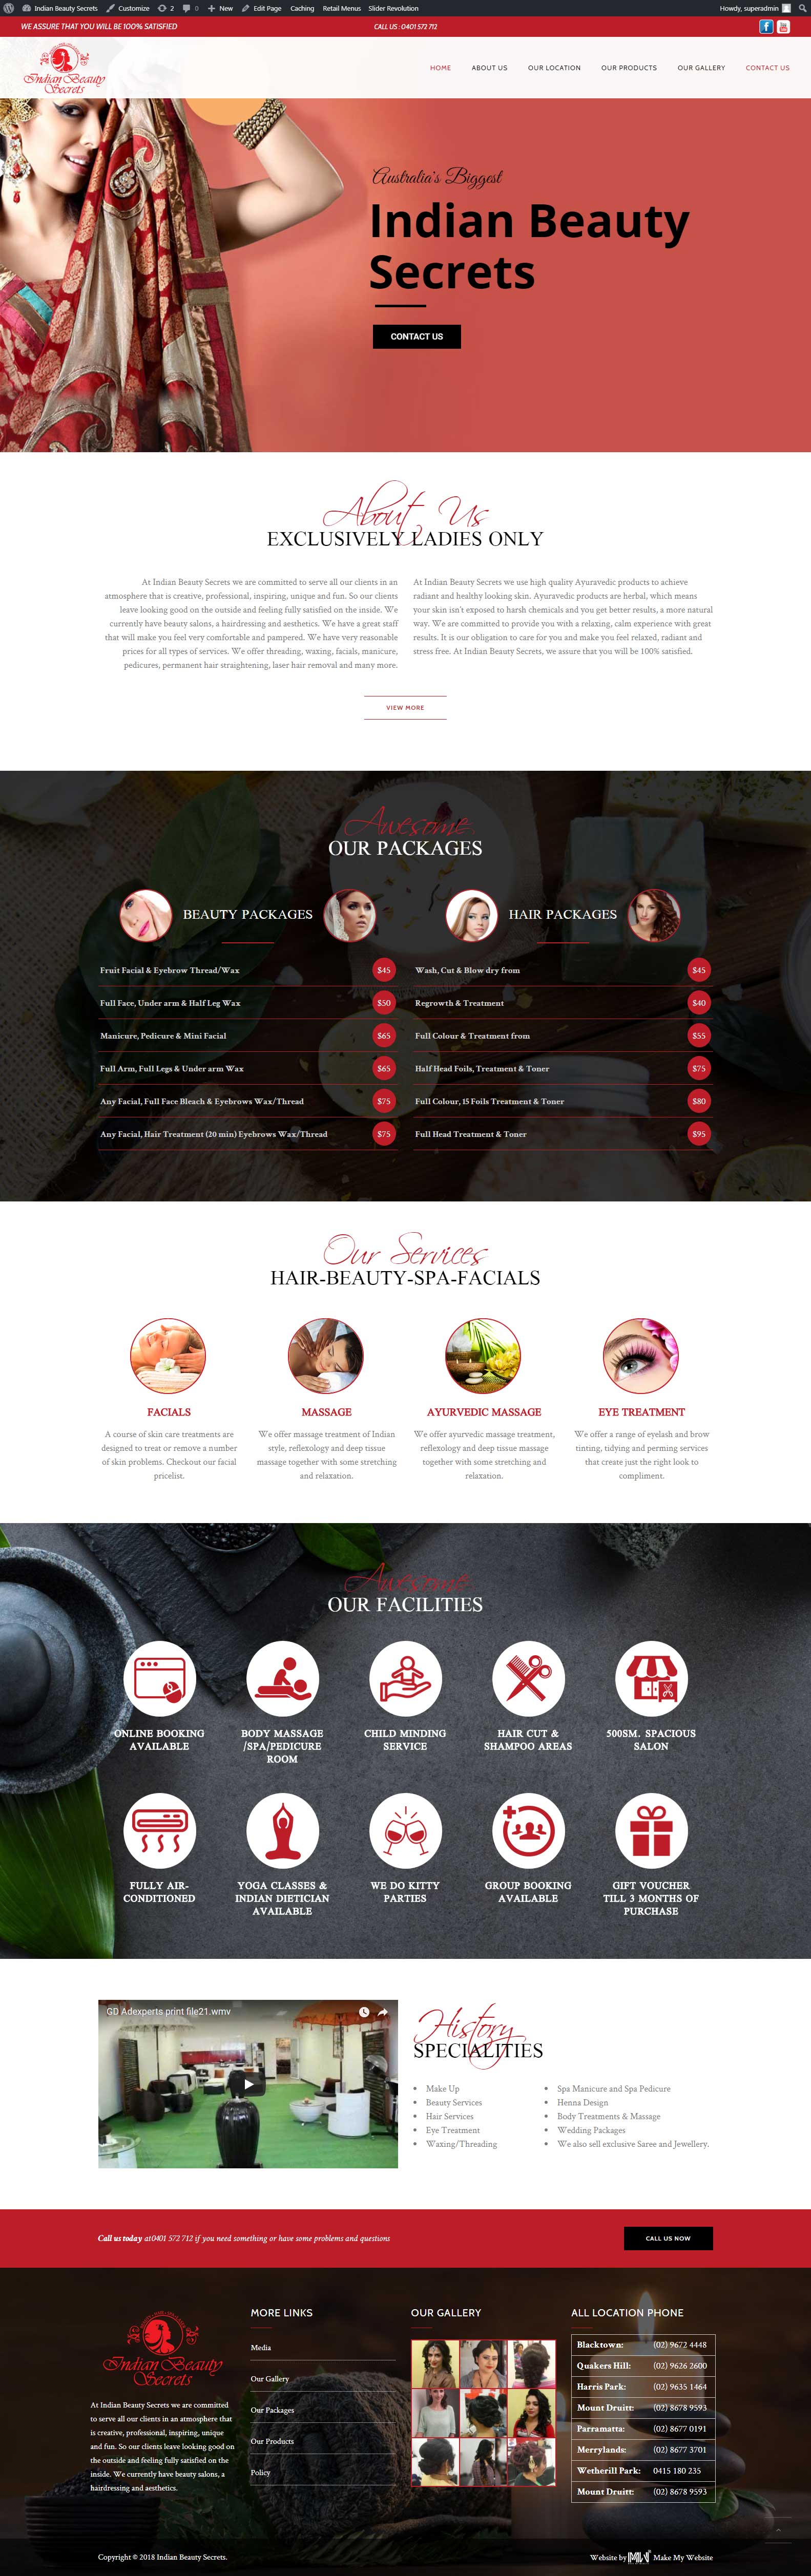 Indian Beauty Secrets Customize 2 0 New Edit Page Caching Retail Menus Slider Revolution Howdy, superadmin
WE ASSURE THAT YOU WILL BE 100% SATISFIED
CALL US : 0401 572 712
Indian Beauty
Secrets
HOME ABOUT US OUR LOCATION OUR PRODUCTS OUR GALLERY CONTACT US
Australia's Biggest
Indian Beauty
Secrets
CONTACT US
About Us
EXCLUSIVELY LADIES ONLY
At Indian Beauty Secrets we are committed to serve all our clients in an
atmosphere that is creative, professional, inspiring, unique and fun. So our clients
leave looking good on the outside and feeling fully satisfied on the inside. We
currently have beauty salons, a hairdressing and aesthetics. We have a great staff
that will make you feel very comfortable and pampered. We have very reasonable
prices for all types of services. We offer threading, waxing, facials, manicure,
pedicures, permanent hair straightening, laser hair removal and many more.
At Indian Beauty Secrets we use high quality Ayuravedic products to achieve
radiant and healthy looking skin. Ayuravedic products are herbal, which means
your skin isn't exposed to harsh chemicals and you get better results, a more natural
way. We are committed to provide you with a relaxing, calm experience with great
results. It is our obligation to care for you and make you feel relaxed, radiant and
stress free. At Indian Beauty Secrets, we assure that you will be 100% satisfied.
VIEW MORE
Awesome
OUR PACKAGES
BEAUTY PACKAGES
Fruit Facial & Eyebrow Thread/Wax $45
Full Face, Under arm & Half Leg Wax $50
Manicure, Pedicure & Mini Facial $65
Full Arm, Full Legs & Under arm Wax $65
Any Facial, Full Face Bleach & Eyebrows Wax/Thread $75
Any Facial, Hair Treatment (20 min) Eyebrows Wax/Thread $75
HAIR PACKAGES
Wash, Cut & Blow dry from $45
Regrowth & Treatment $40
Full Colour & Treatment from $55
Half Head Foils, Treatment & Toner $75
Full Colour, 15 Foils Treatment & Toner $80
Full Head Treatment & Toner $95
Our Services
HAIR-BEAUTY-SPA-FACIALS
FACIALS
A course of skin care treatments are
designed to treat or remove a number
of skin problems. Checkout our facial
pricelist.
MASSAGE
We offer massage treatment of Indian
style, reflexology and deep tissue
massage together with some stretching
and relaxation.
AYURVEDIC MASSAGE
We offer ayurvedic massage treatment,
reflexology and deep tissue massage
together with some stretching and
relaxation.
EYE TREATMENT
We offer a range of eyelash and brow
tinting, tidying and perming services
that create just the right look to
compliment.
Awesome
OUR FACILITIES
ONLINE BOOKING
AVAILABLE
BODY MASSAGE
/SPA/PEDICURE
ROOM
CHILD MINDING
SERVICE
HAIR CUT &
SHAMPOO AREAS
500SM. SPACIOUS
SALON
FULLY AIR-
CONDITIONED
YOGA CLASSES &
INDIAN DIETICIAN
AVAILABLE
WE DO KITTY
PARTIES
GROUP BOOKING
AVAILABLE
GIFT VOUCHER
TILL 3 MONTHS OF
PURCHASE
GD Adexperts print file21.wmv
History
SPECIALITIES
Make Up
Beauty Services
Hair Services
Eye Treatment
Waxing/Threading
Spa Manicure and Spa Pedicure
Henna Design
Body Treatments & Massage
Wedding Packages
We also sell exclusive Saree and Jewellery.
Call us today at0401 572 712 if you need something or have some problems and questions
CALL US NOW
Indian Beauty
Secrets
At Indian Beauty Secrets we are committed
to serve all our clients in an atmosphere that
is creative, professional, inspiring, unique
and fun. So our clients leave looking good on
the outside and feeling fully satisfied on the
inside. We currently have beauty salons, a
hairdressing and aesthetics.
MORE LINKS
Media
Our Gallery
Our Packages
Our Products
Policy
OUR GALLERY
ALL LOCATION PHONE
Blacktown: (02) 9672 4448
Quakers Hill: (02) 9626 2600
Harris Park: (02) 9635 1464
Mount Druitt: (02) 8678 9593
Parramatta: (02) 8677 0191
Merrylands: (02) 8677 3701
Wetherill Park: 0415 180 235
Mount Druitt: (02) 8678 9593
Copyright © 2018 Indian Beauty Secrets.
Website by MMW Make My Website